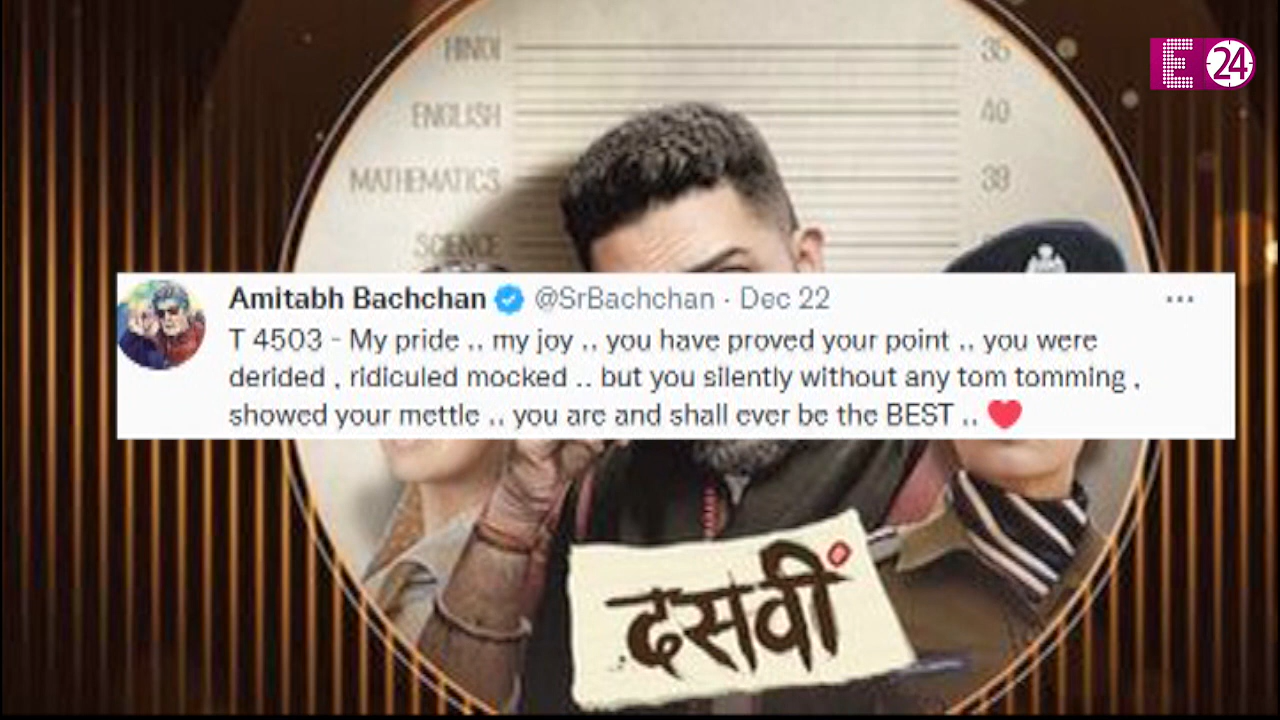 HINDI 35
E 24
ENGLISH 40
MATHEMATICS 39
SCIENCE
Amitabh Bachchan @SrBachchan · Dec 22 ...
T 4503 - My pride .. my joy .. you have proved your point .. you were
derided , ridiculed mocked .. but you silently without any tom tomming ,
showed your mettle .. you are and shall ever be the BEST .. ❤
दसवीं